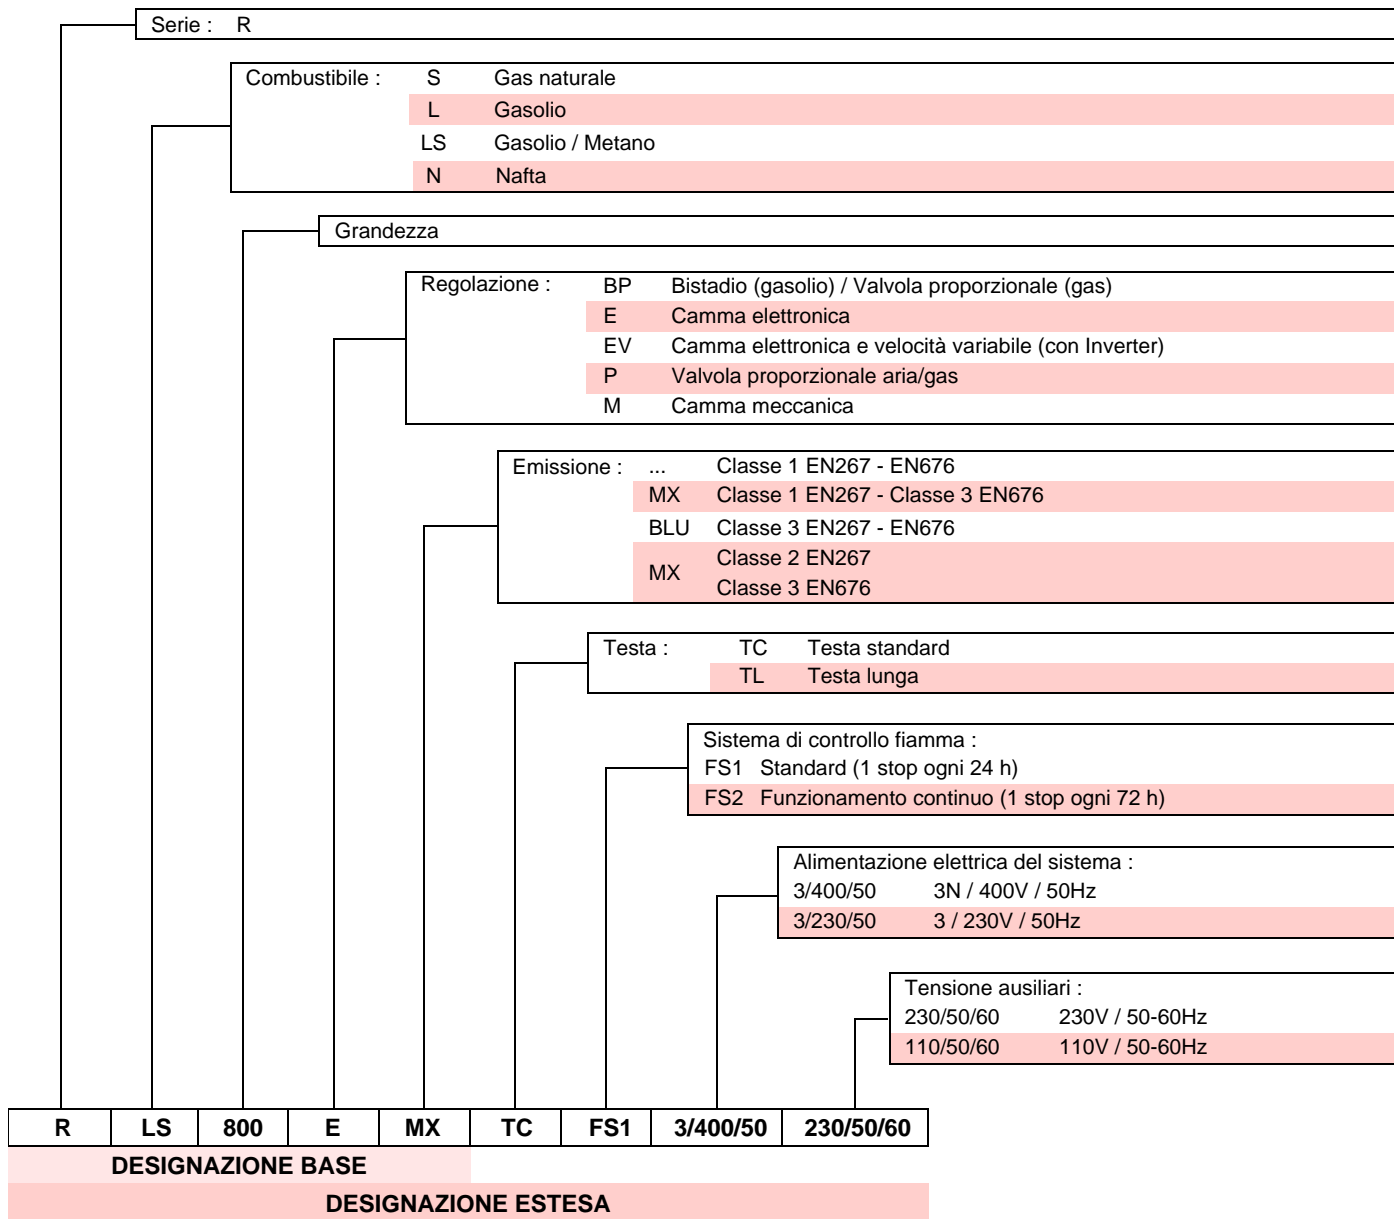 Serie : R
Combustibile : S Gas naturale
L Gasolio
LS Gasolio / Metano
N Nafta
Grandezza
Regolazione : BP Bistadio (gasolio) / Valvola proporzionale (gas)
E Camma elettronica
EV Camma elettronica e velocità variabile (con Inverter)
P Valvola proporzionale aria/gas
M Camma meccanica
Emissione : ... Classe 1 EN267 - EN676
MX Classe 1 EN267 - Classe 3 EN676
BLU Classe 3 EN267 - EN676
MX Classe 2 EN267
Classe 3 EN676
Testa : TC Testa standard
TL Testa lunga
Sistema di controllo fiamma :
FS1 Standard (1 stop ogni 24 h)
FS2 Funzionamento continuo (1 stop ogni 72 h)
Alimentazione elettrica del sistema :
3/400/50 3N / 400V / 50Hz
3/230/50 3 / 230V / 50Hz
Tensione ausiliari :
230/50/60 230V / 50-60Hz
110/50/60 110V / 50-60Hz
R LS 800 E MX TC FS1 3/400/50 230/50/60
DESIGNAZIONE BASE
DESIGNAZIONE ESTESA